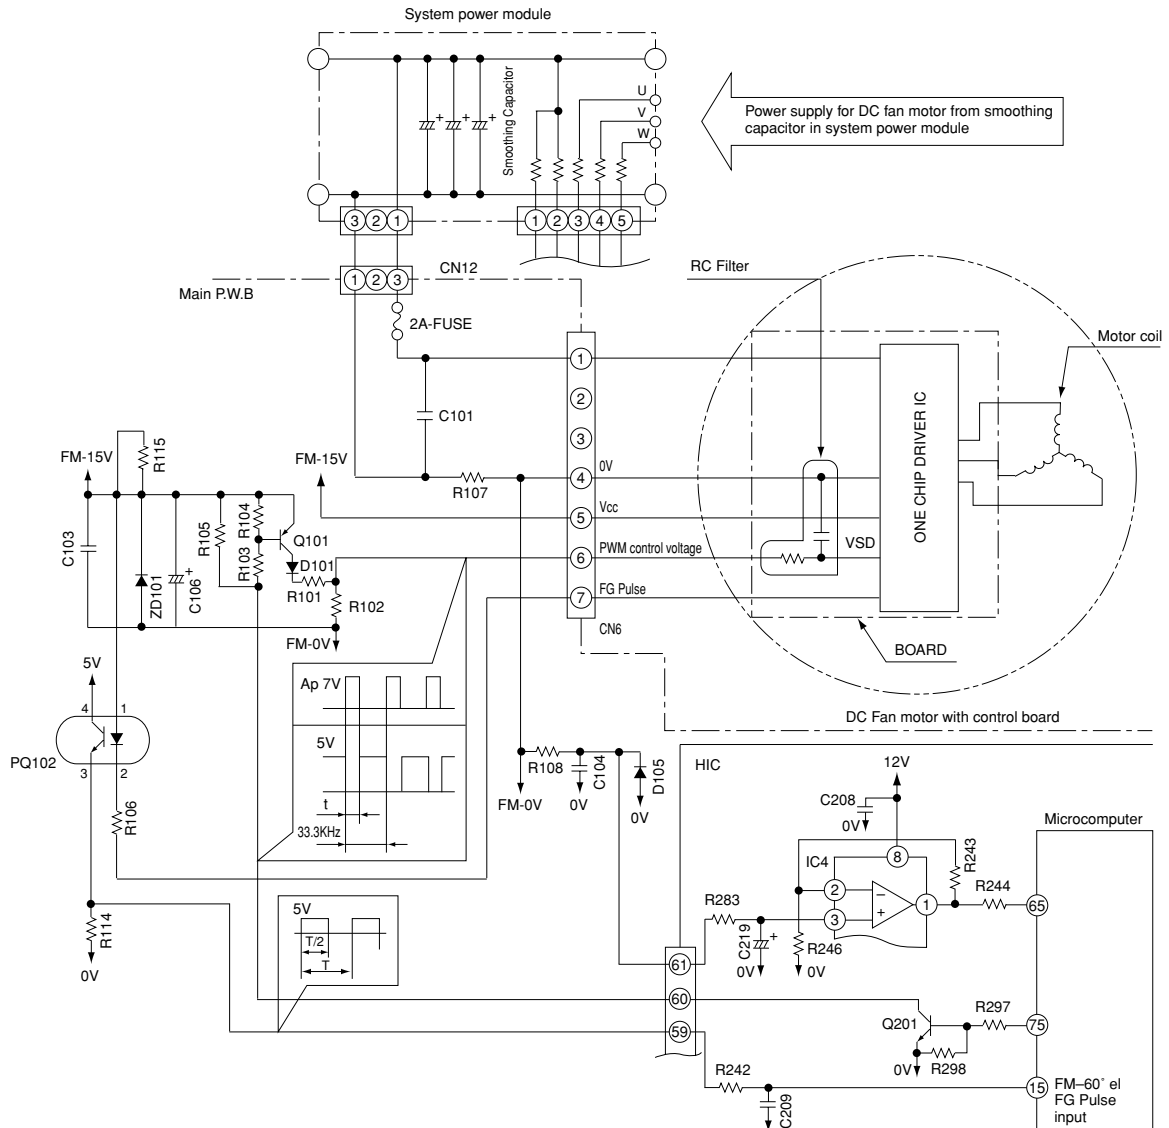 System power module
Smoothing Capacitor
U
V
W
Power supply for DC fan motor from smoothing
capacitor in system power module
3 2 1
1 2 3 4 5
CN12
1 2 3
Main P.W.B
2A-FUSE
RC Filter
Motor coil
1
2
3
4
5
6
7
C101
R107
0V
Vcc
PWM control voltage
FG Pulse
CN6
VSD
ONE CHIP DRIVER IC
BOARD
DC Fan motor with control board
FM-15V
R115
FM-15V
C103
ZD101
C106
R105
R104
R103
Q101
D101
R101
R102
FM-0V
5V
4
1
PQ102
3
2
R106
R114
0V
Ap 7V
5V
t
33.3KHz
5V
T/2
T
R108
C104
D105
FM-0V
0V
0V
HIC
12V
C208
0V
IC4
8
2
3
1
R243
R244
R283
C219
0V
R246
0V
Microcomputer
65
61
60
59
Q201
R297
75
R298
0V
R242
C209
15
FM–60˚ el
FG Pulse
input